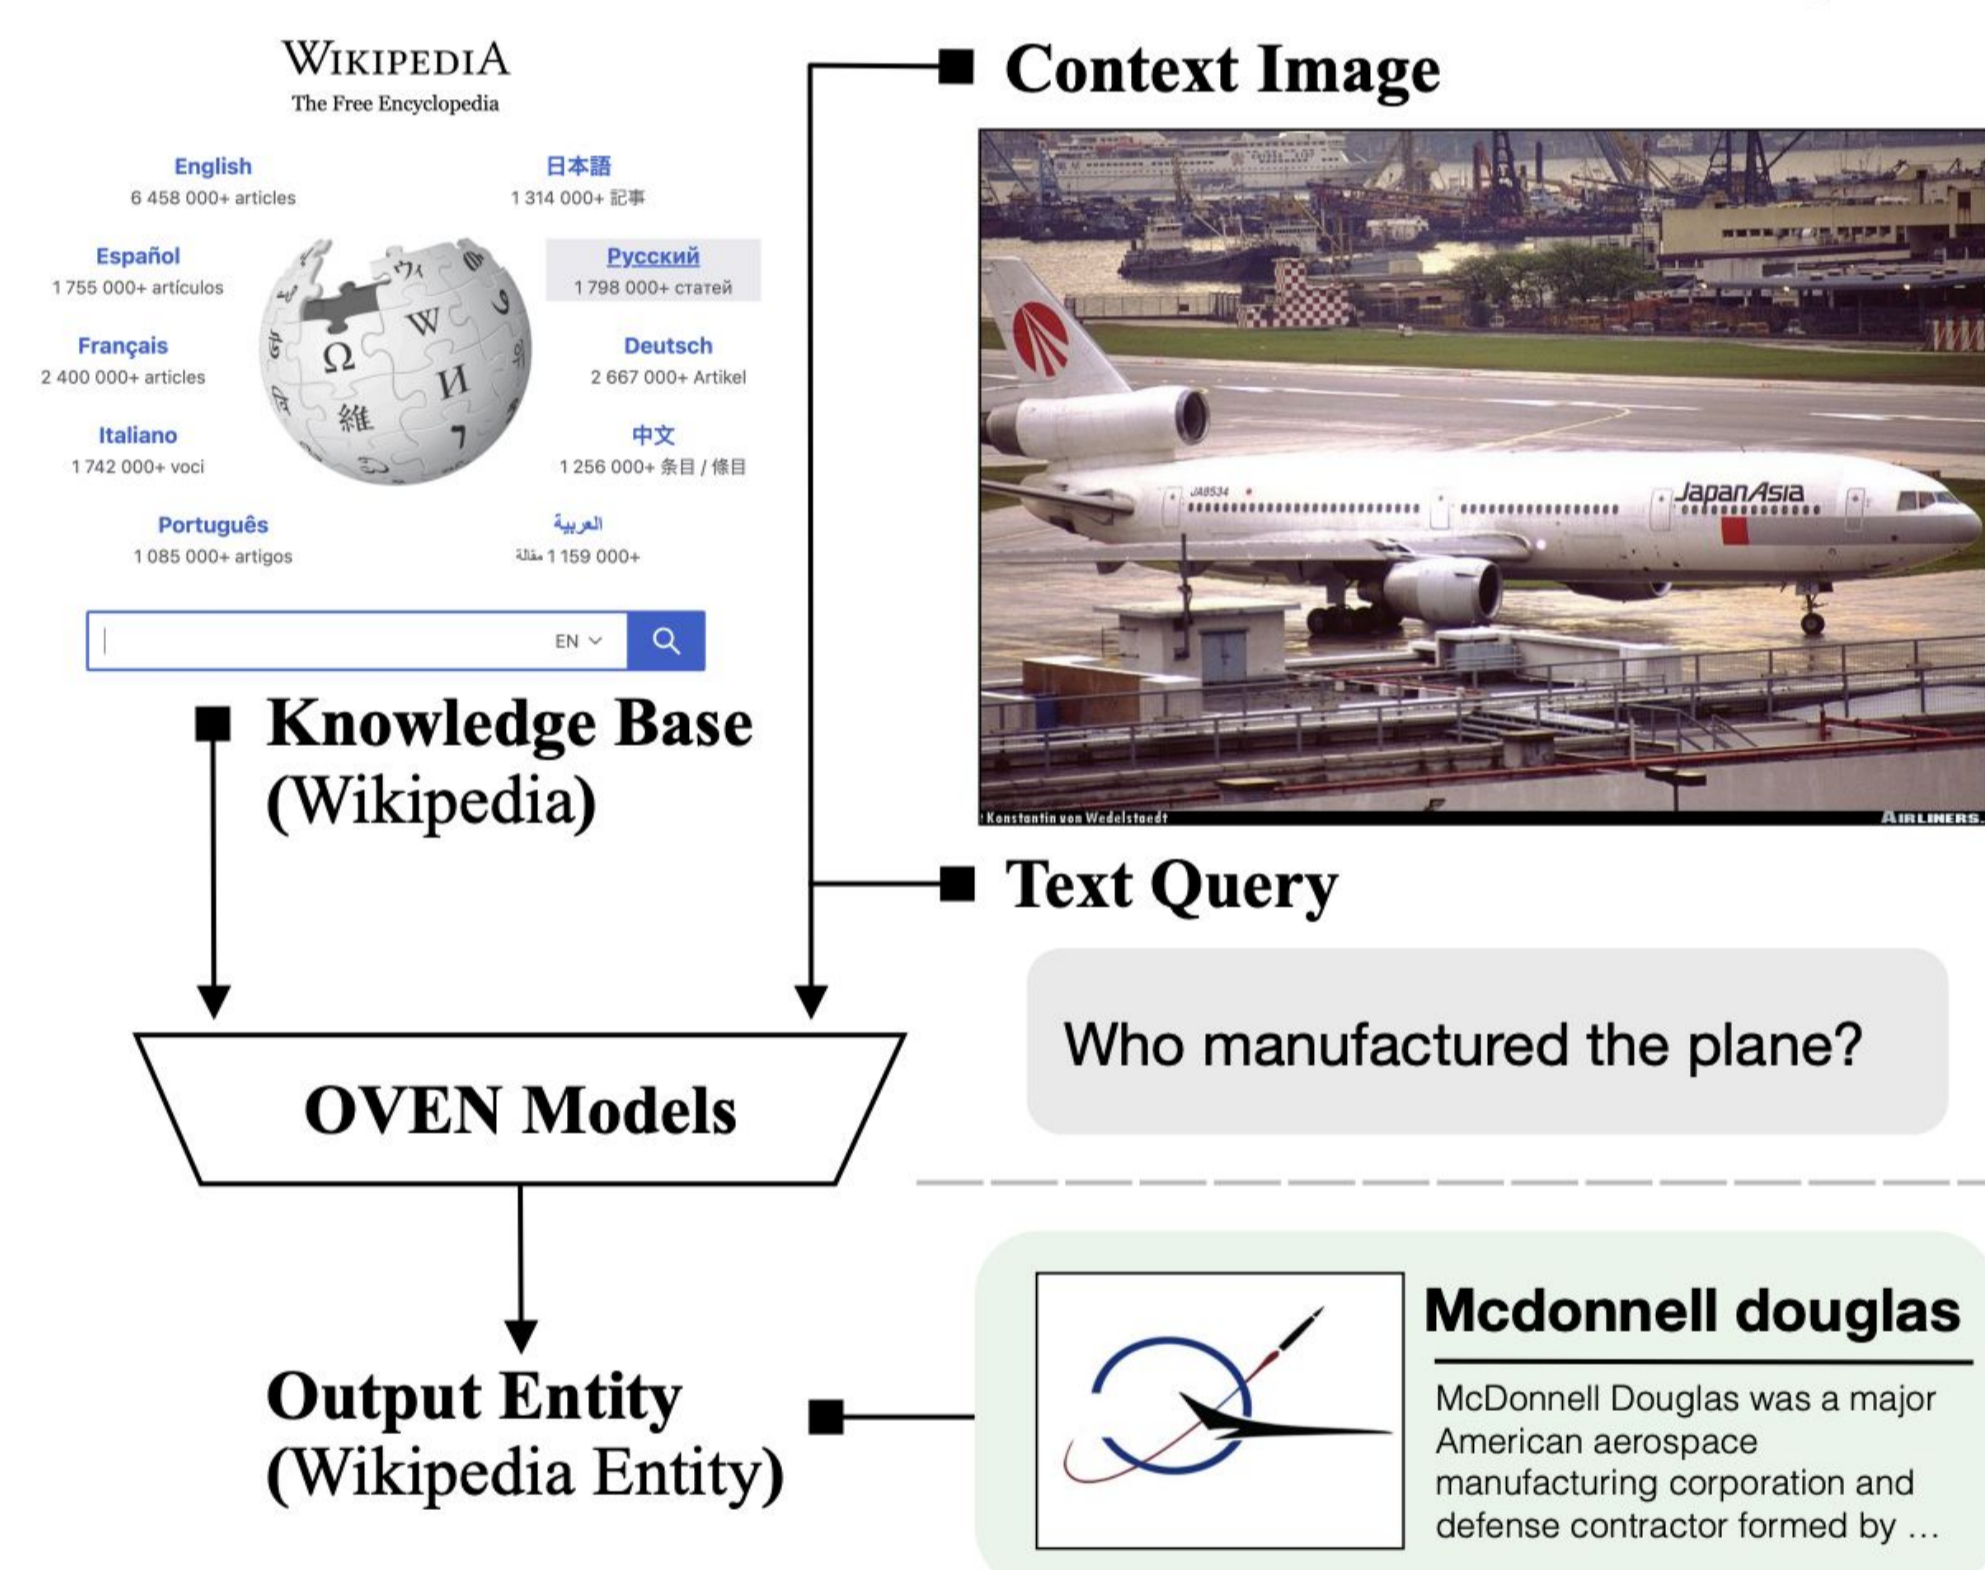 WIKIPEDIA
The Free Encyclopedia
English
6 458 000+ articles
日本語
1 314 000+ 記事
Español
1 755 000+ artículos
Русский
1 798 000+ статей
Français
2 400 000+ articles
Deutsch
2 667 000+ Artikel
Italiano
1 742 000+ voci
中文
1 256 000+ 条目 / 條目
Português
1 085 000+ artigos
العربية
1 159 000+ مقالة
Ω
W
И
維
ウィ
EN
Knowledge Base
(Wikipedia)
Context Image
JA8534
JapanAsia
Konstantin von Wedelstaedt
AIRLINERS.
Text Query
Who manufactured the plane?
OVEN Models
Output Entity
(Wikipedia Entity)
Mcdonnell douglas
McDonnell Douglas was a major
American aerospace
manufacturing corporation and
defense contractor formed by ...